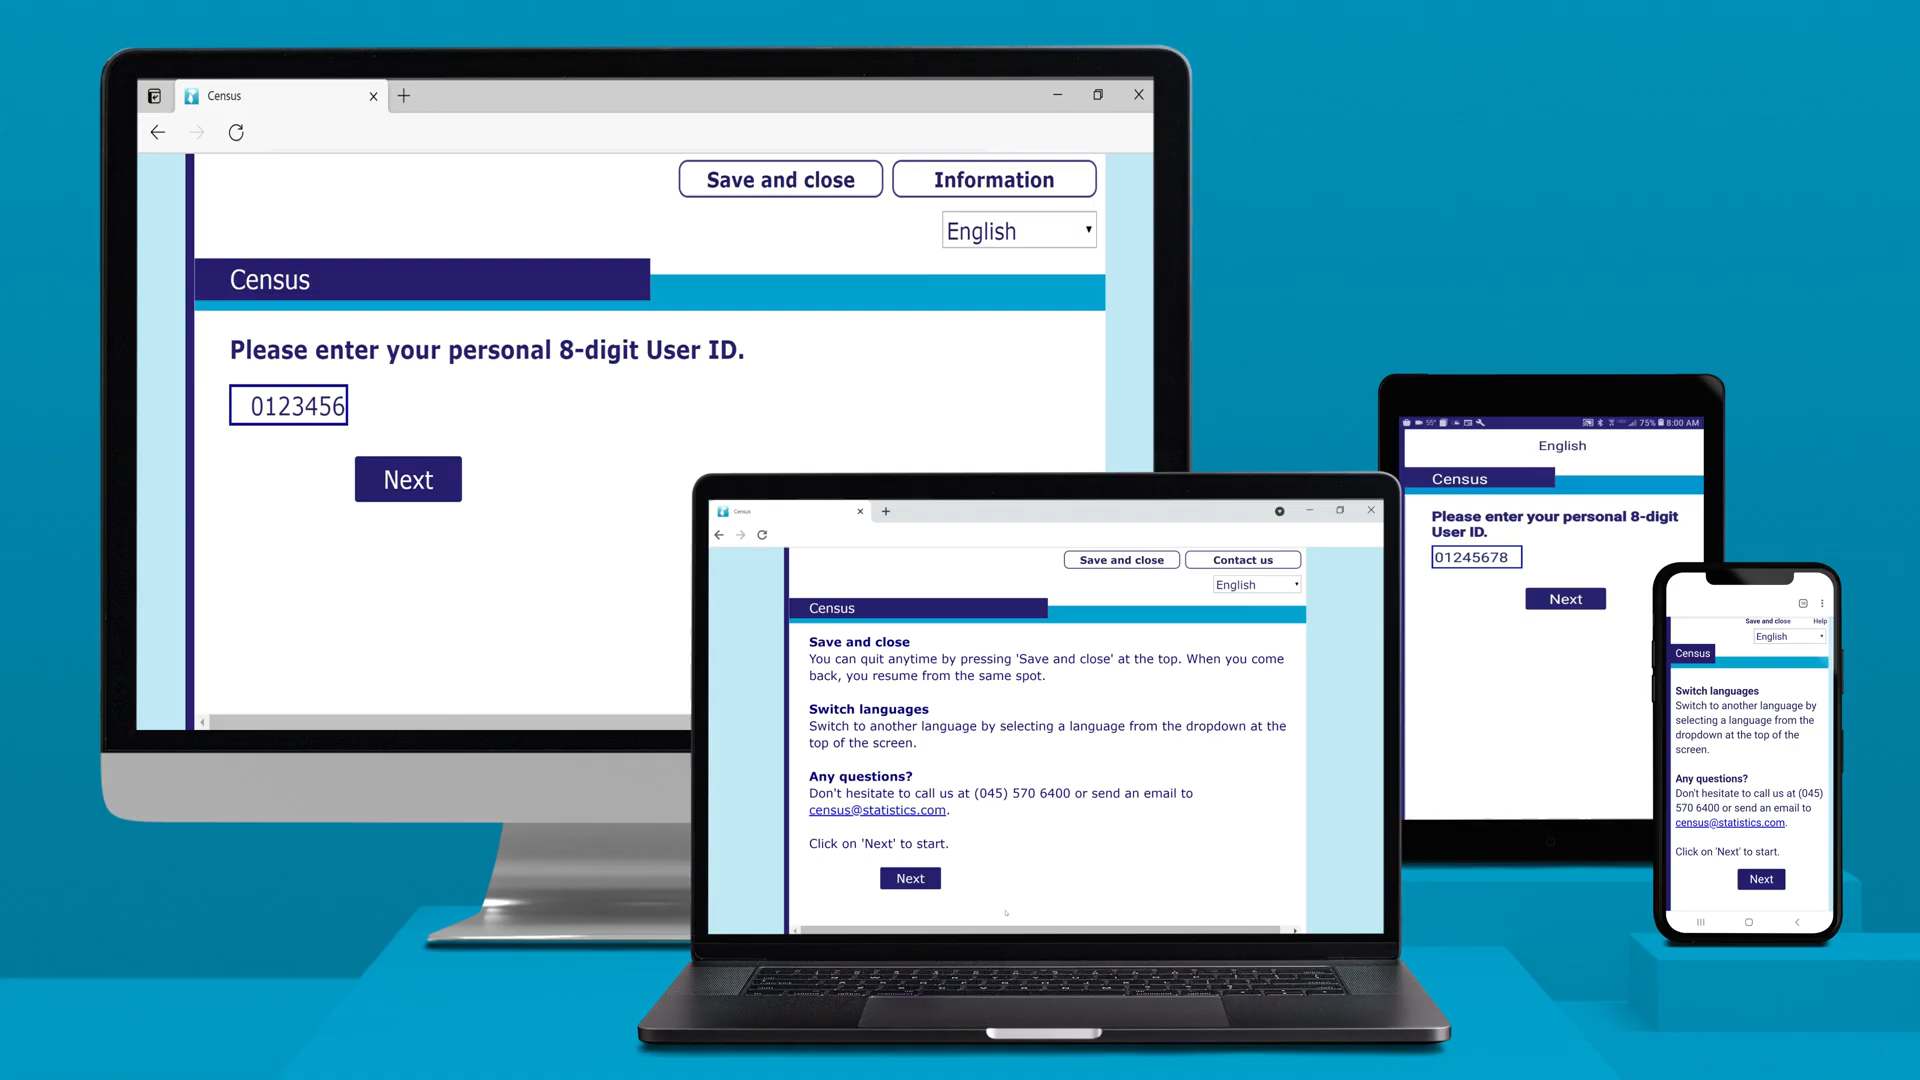 Census
Save and close
Information
English
Census
Please enter your personal 8-digit User ID.
0123456
Next
Census
Save and close
Contact us
English
Census
Save and close
You can quit anytime by pressing 'Save and close' at the top. When you come
back, you resume from the same spot.
Switch languages
Switch to another language by selecting a language from the dropdown at the
top of the screen.
Any questions?
Don't hesitate to call us at (045) 570 6400 or send an email to
census@statistics.com.
Click on 'Next' to start.
Next
55°
75%
8:00 AM
English
Census
Please enter your personal 8-digit
User ID.
01245678
Next
Save and close
Help
English
Census
Switch languages
Switch to another language by
selecting a language from the
dropdown at the top of the
screen.
Any questions?
Don't hesitate to call us at (045)
570 6400 or send an email to
census@statistics.com.
Click on 'Next' to start.
Next